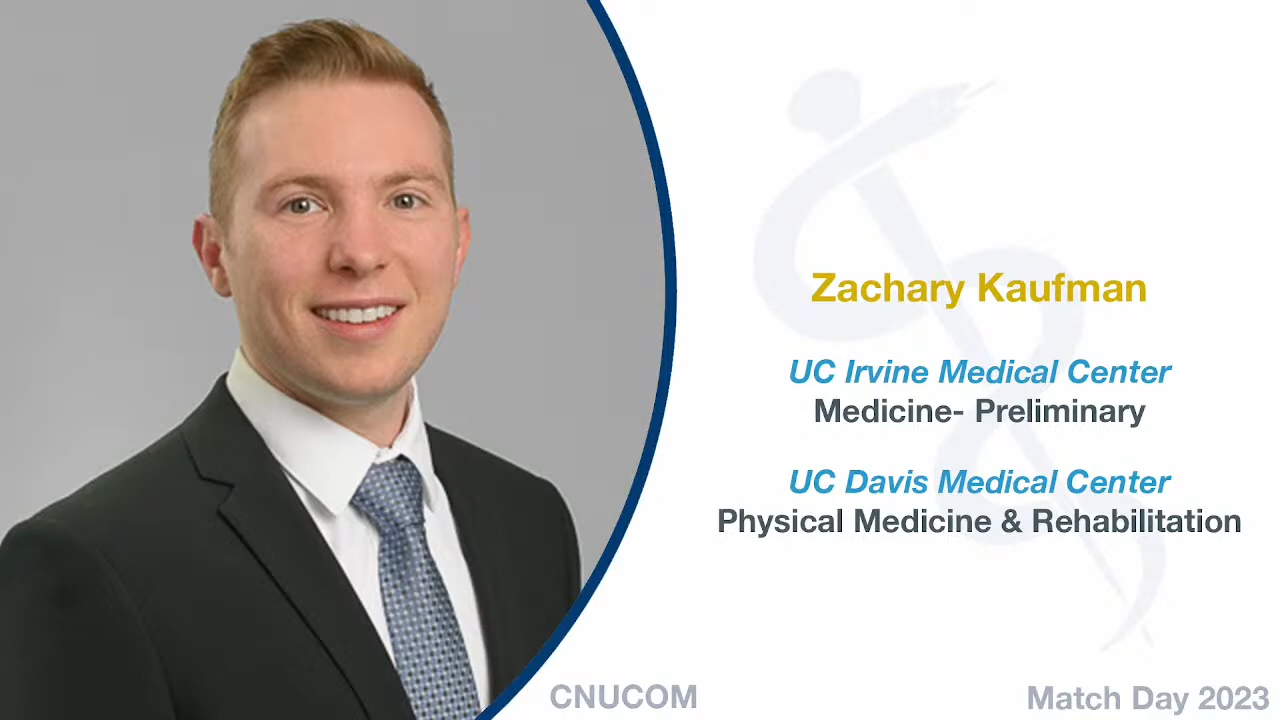 Zachary Kaufman
UC Irvine Medical Center
Medicine- Preliminary
UC Davis Medical Center
Physical Medicine & Rehabilitation
CNUCOM
Match Day 2023